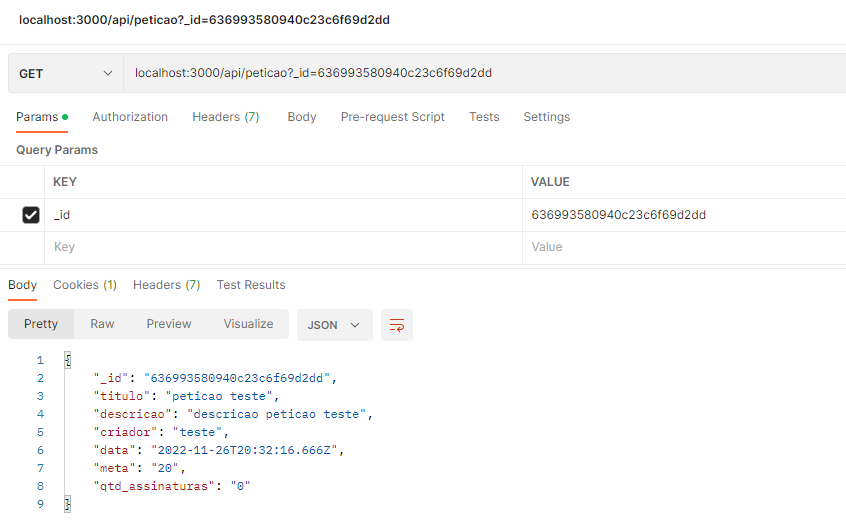 localhost:3000/api/peticao?_id=636993580940c23c6f69d2dd
GET localhost:3000/api/peticao?_id=636993580940c23c6f69d2dd
Params Authorization Headers (7) Body Pre-request Script Tests Settings
Query Params
KEY VALUE
_id 636993580940c23c6f69d2dd
Key Value
Body Cookies (1) Headers (7) Test Results
Pretty Raw Preview Visualize JSON
1 {
2 "_id": "636993580940c23c6f69d2dd",
3 "titulo": "peticao teste",
4 "descricao": "descricao peticao teste",
5 "criador": "teste",
6 "data": "2022-11-26T20:32:16.666Z",
7 "meta": "20",
8 "qtd_assinaturas": "0"
9 }